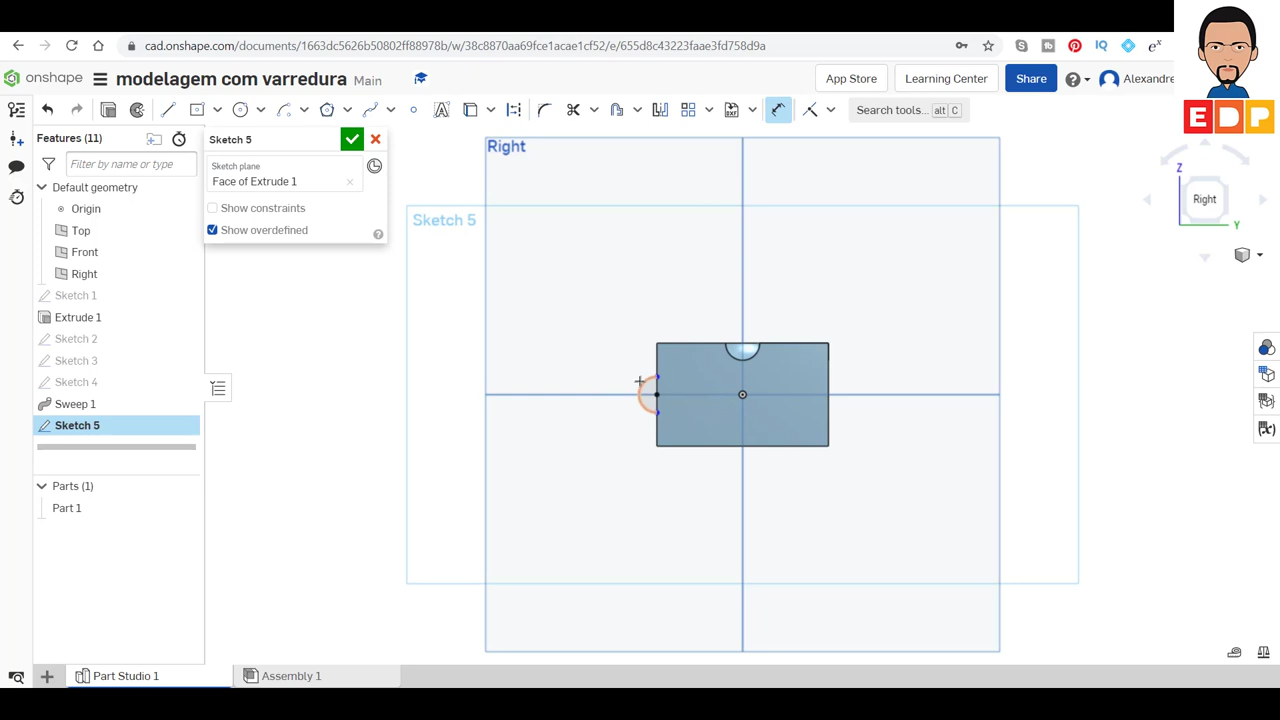 cad.onshape.com/documents/1663dc5626b50802ff88978b/w/38c8870aa69fce1acae1cf52/e/655d8c43223faae3fd758d9a
onshape
modelagem com varredura Main
App Store
Learning Center
Share
Alexandre
EDP
Search tools... alt C
Features (11)
Filter by name or type
Default geometry
Origin
Top
Front
Right
Sketch 1
Extrude 1
Sketch 2
Sketch 3
Sketch 4
Sweep 1
Sketch 5
Parts (1)
Part 1
Sketch 5
Sketch plane
Face of Extrude 1
Show constraints
Show overdefined
Right
Sketch 5
Z
Right
Y
Part Studio 1
Assembly 1